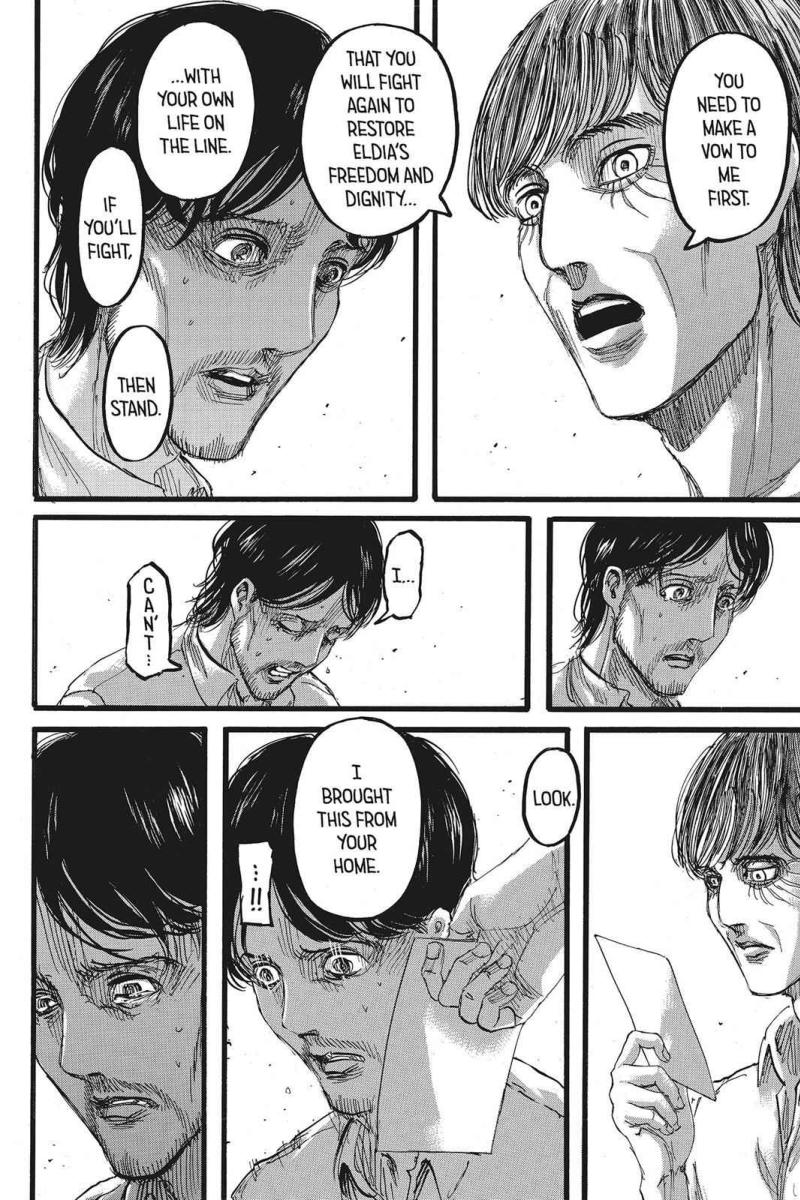 YOU
NEED TO
MAKE A
VOW TO
ME
FIRST.
THAT YOU
WILL FIGHT
AGAIN TO
RESTORE
ELDIA'S
FREEDOM AND
DIGNITY...
...WITH
YOUR OWN
LIFE ON
THE LINE.
IF
YOU'LL
FIGHT,
THEN
STAND.
I...
CAN'T...
LOOK.
I
BROUGHT
THIS FROM
YOUR
HOME.
...!!